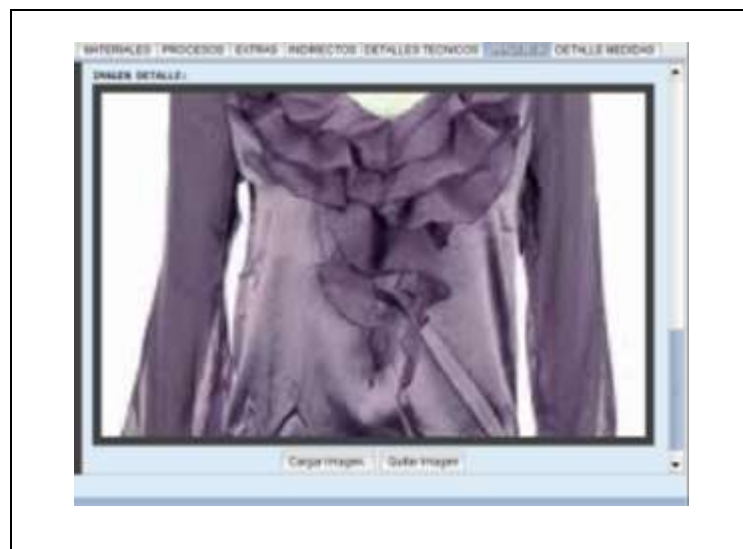 MATERIALES PROCESOS EXTRAS INDIRECTOS DETALLES TECNICOS DETALLE MEDIDAS
IMAGEN DETALLE:
Cargar Imagen Quitar Imagen